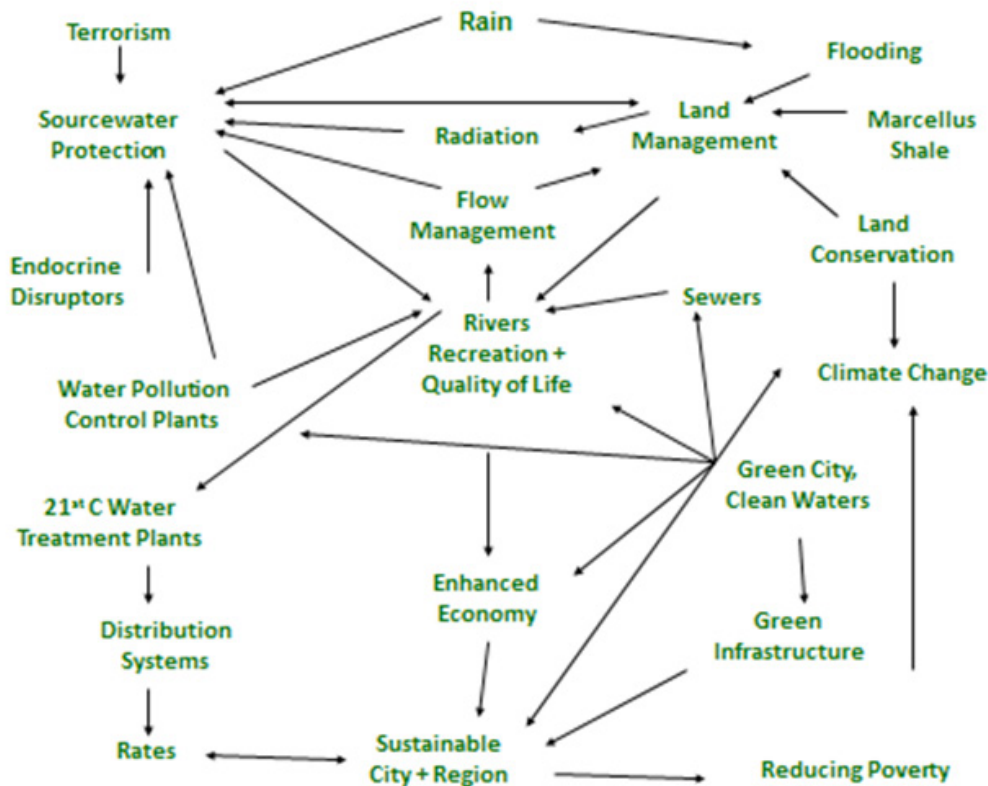 Terrorism
Rain
Flooding
Sourcewater
Protection
Radiation
Land
Management
Marcellus
Shale
Flow
Management
Land
Conservation
Endocrine
Disruptors
Sewers
Rivers
Recreation +
Quality of Life
Climate Change
Water Pollution
Control Plants
Green City,
Clean Waters
21st C Water
Treatment Plants
Enhanced
Economy
Distribution
Systems
Green
Infrastructure
Rates
Sustainable
City + Region
Reducing Poverty